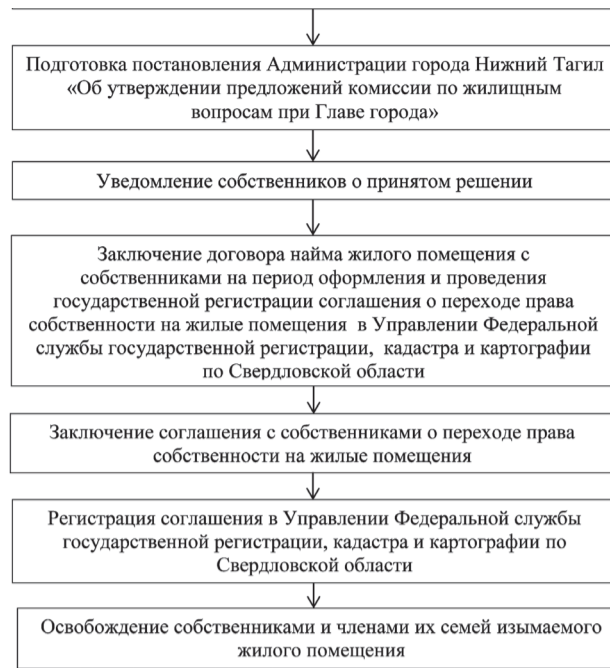 Подготовка постановления Администрации города Нижний Тагил
«Об утверждении предложений комиссии по жилищным
вопросам при Главе города»
Уведомление собственников о принятом решении
Заключение договора найма жилого помещения с
собственниками на период оформления и проведения
государственной регистрации соглашения о переходе права
собственности на жилые помещения в Управлении Федеральной
службы государственной регистрации, кадастра и картографии
по Свердловской области
Заключение соглашения с собственниками о переходе права
собственности на жилые помещения
Регистрация соглашения в Управлении Федеральной службы
государственной регистрации, кадастра и картографии по
Свердловской области
Освобождение собственниками и членами их семей изымаемого
жилого помещения